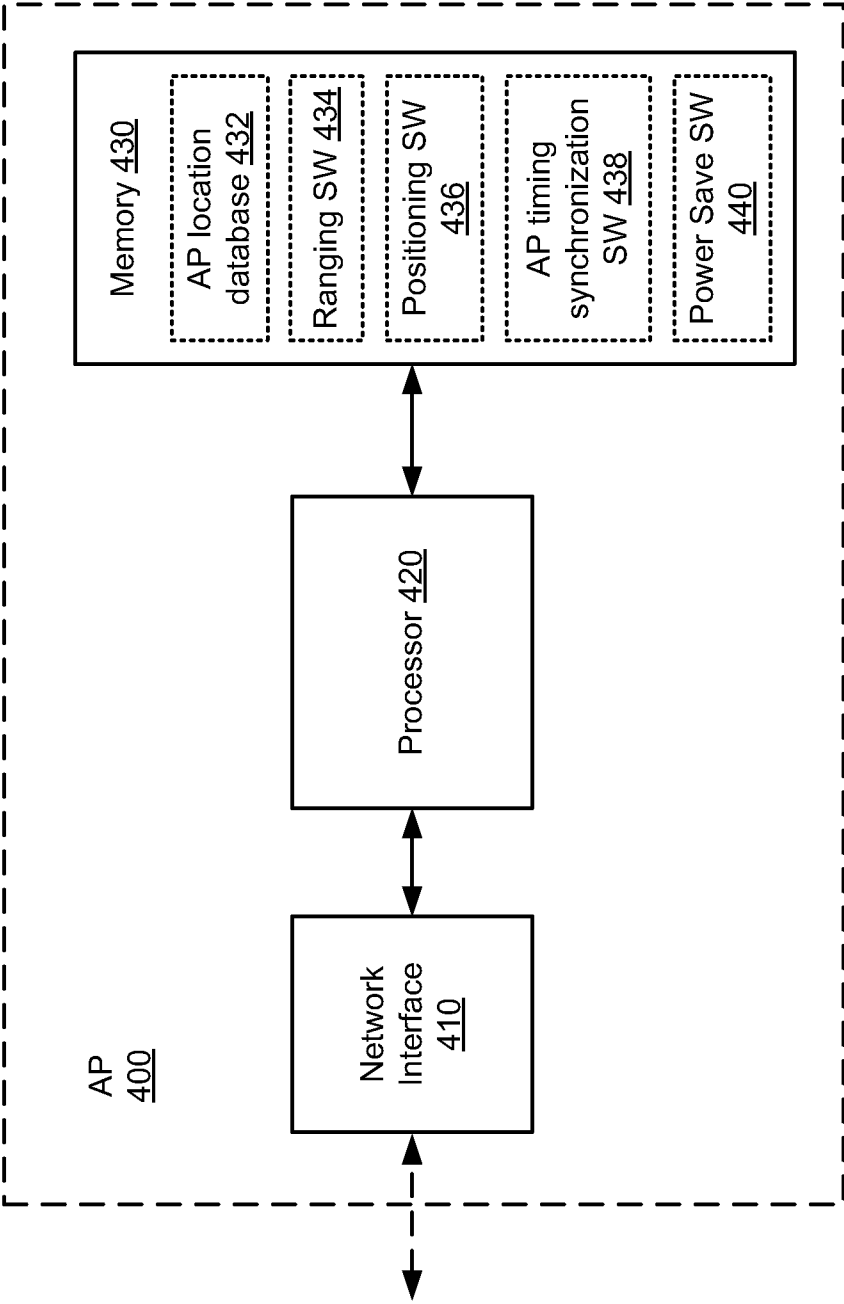 AP
400
Network
Interface
410
Processor 420
Memory 430
AP location
database 432
Ranging SW 434
Positioning SW
436
AP timing
synchronization
SW 438
Power Save SW
440